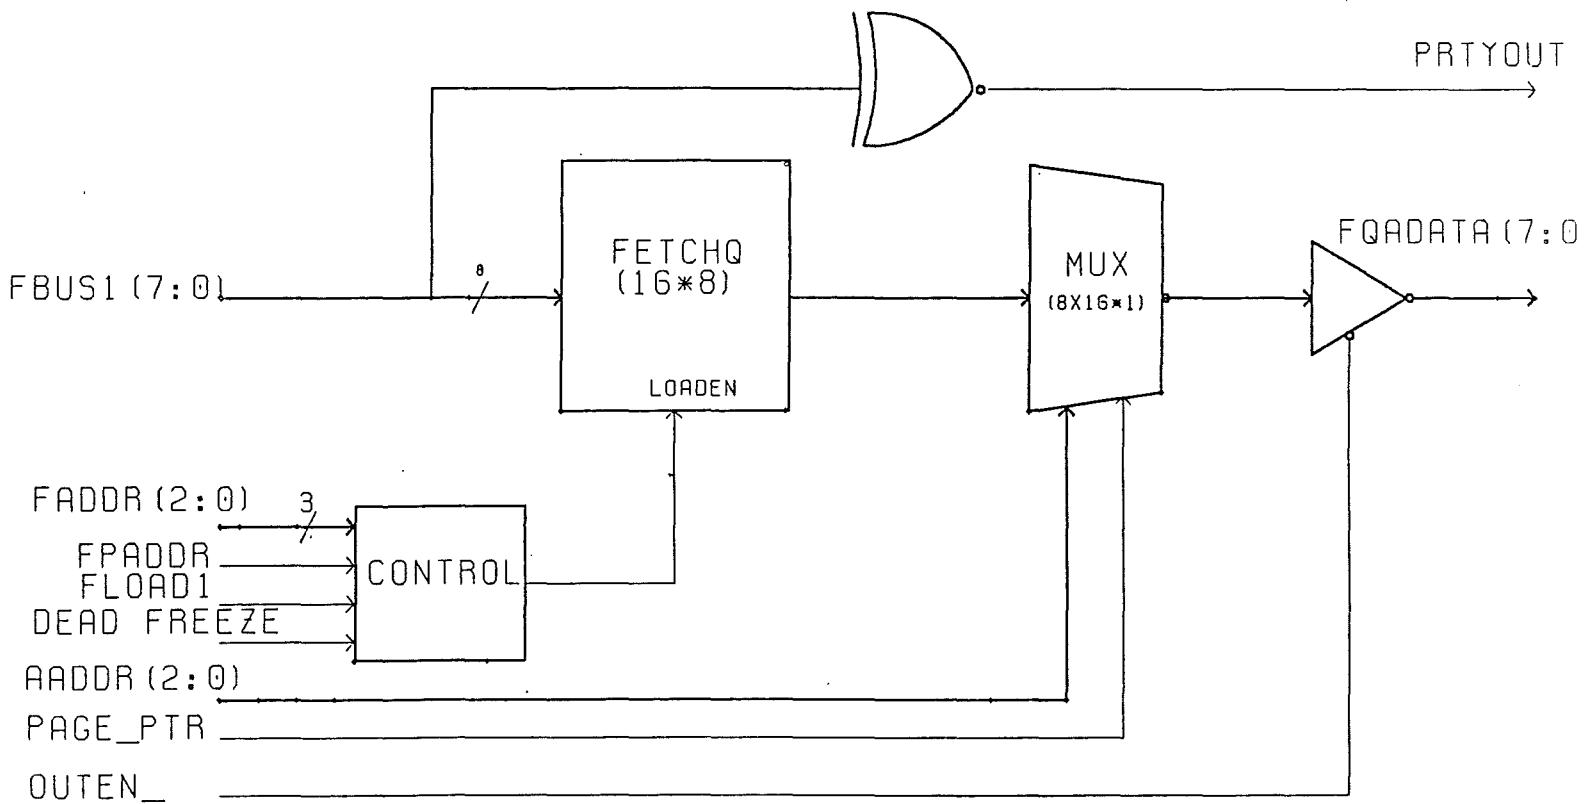 PRTYOUT
FETCHQ
(16*8)
MUX
(8X16*1)
FQADATA(7:0
FBUS1(7:0)
8
LOADEN
FADDR(2:0)
3
FPADDR
FLOAD1
DEAD FREEZE
CONTROL
AADDR(2:0)
PAGE_PTR
OUTEN_